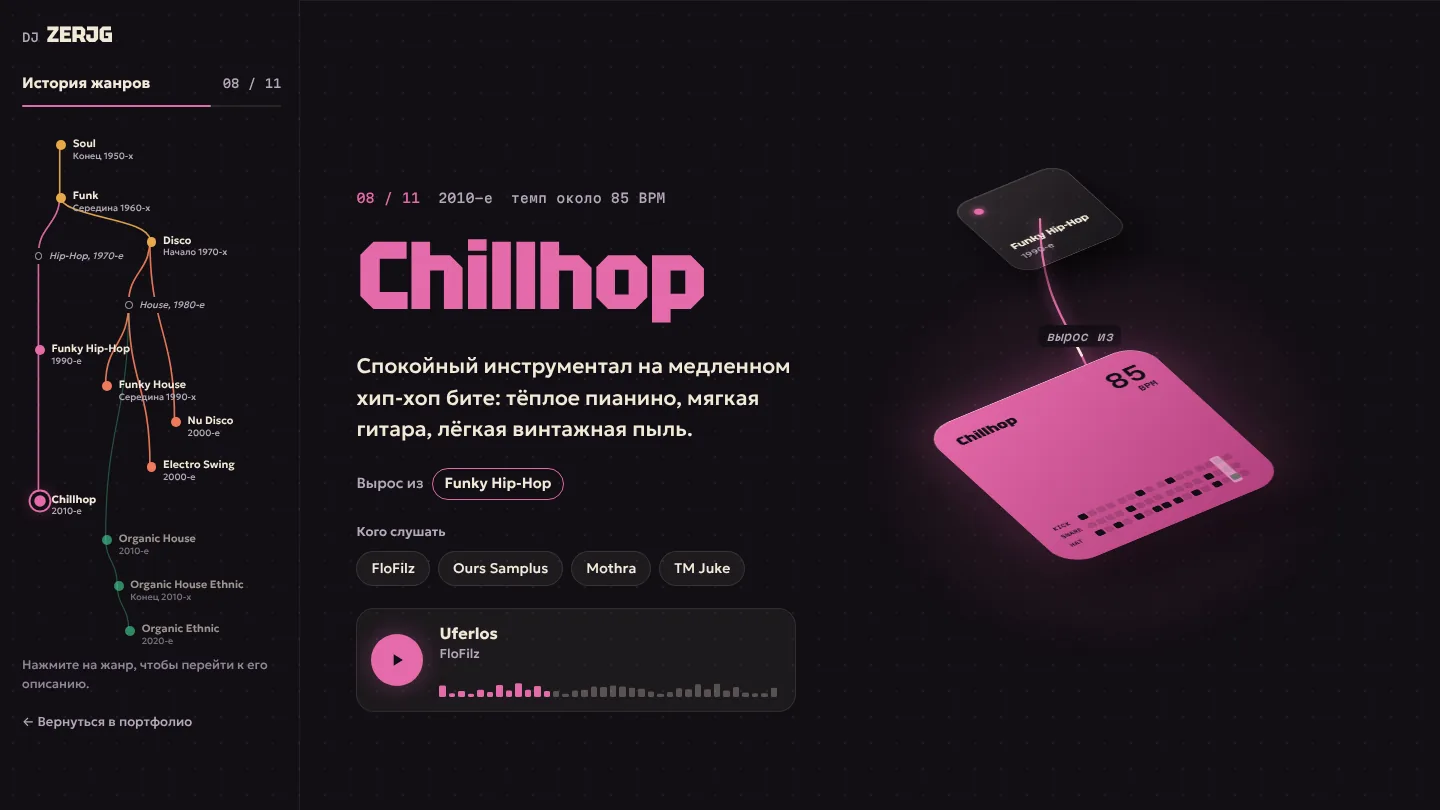 DJ ZERJG
История жанров 08 / 11
Soul
Конец 1950-х
Funk
Середина 1960-х
Disco
Начало 1970-х
Hip-Hop, 1970-е
House, 1980-е
Funky Hip-Hop
1990-е
Funky House
Середина 1990-х
Nu Disco
2000-е
Electro Swing
2000-е
Chillhop
2010-е
Organic House
2010-е
Organic House Ethnic
Конец 2010-х
Organic Ethnic
2020-е
Нажмите на жанр, чтобы перейти к его
описанию.
← Вернуться в портфолио
08 / 11 2010-е темп около 85 BPM
Chillhop
Спокойный инструментал на медленном
хип-хоп бите: тёплое пианино, мягкая
гитара, лёгкая винтажная пыль.
Вырос из Funky Hip-Hop
Кого слушать
FloFilz Ours Samplus Mothra TM Juke
Uferlos
FloFilz
Funky Hip-Hop
1990-е
вырос из
85
BPM
Chillhop
KICK
SNARE
HAT